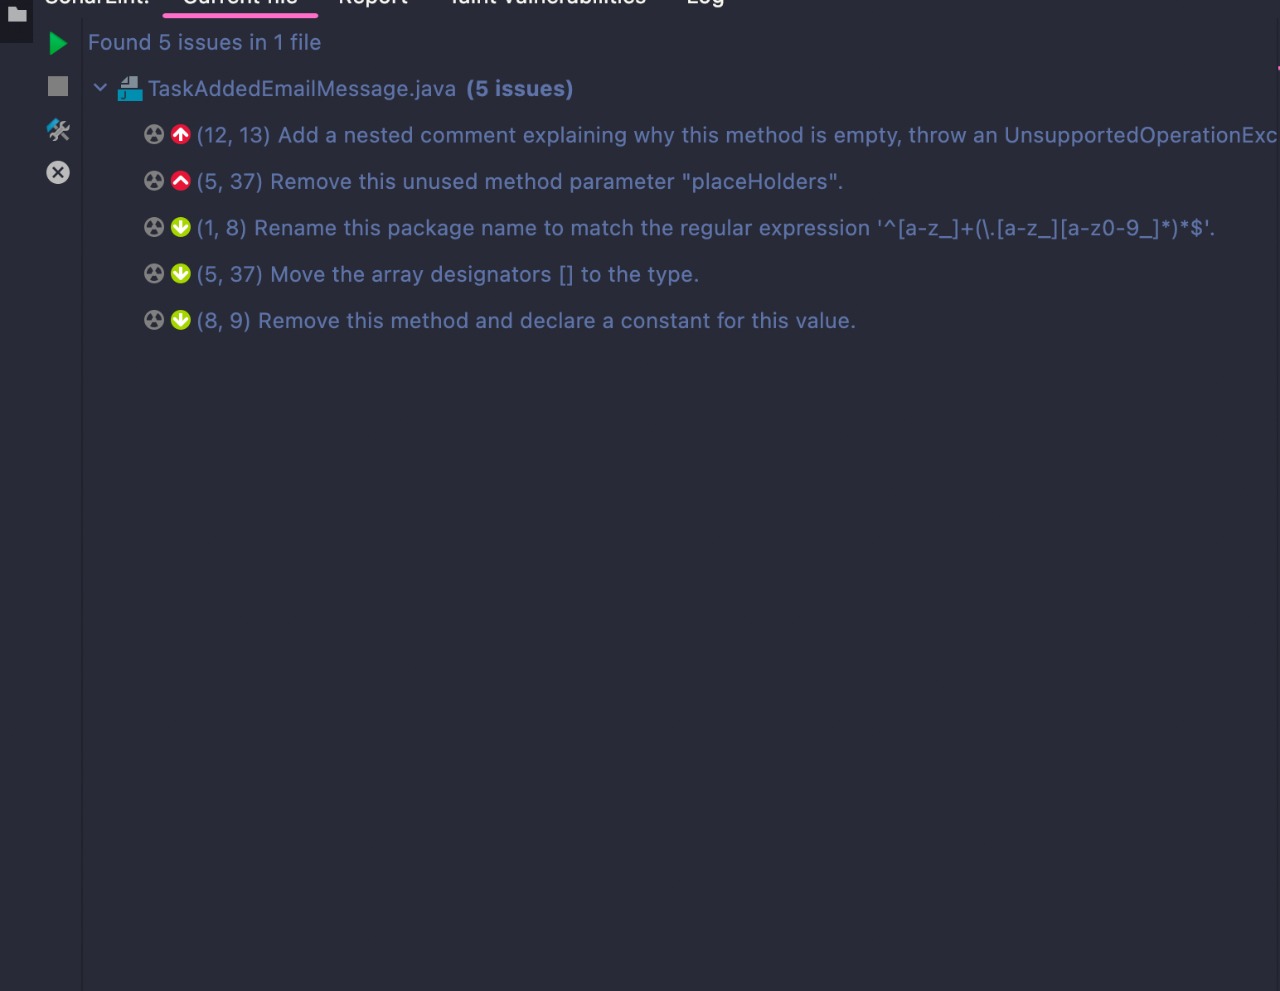 SonarLint: Current file Report Taint Vulnerabilities Log
Found 5 issues in 1 file
TaskAddedEmailMessage.java (5 issues)
(12, 13) Add a nested comment explaining why this method is empty, throw an UnsupportedOperationExc
(5, 37) Remove this unused method parameter "placeHolders".
(1, 8) Rename this package name to match the regular expression '^[a-z_]+(\.[a-z_][a-z0-9_]*)*$'.
(5, 37) Move the array designators [] to the type.
(8, 9) Remove this method and declare a constant for this value.